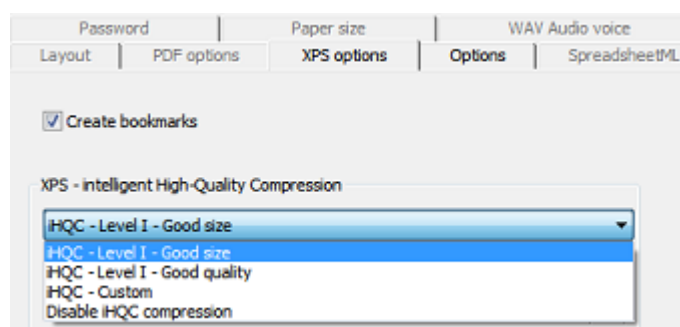 Password Paper size WAV Audio voice
Layout PDF options XPS options Options SpreadsheetML
Create bookmarks
XPS - intelligent High-Quality Compression
iHQC - Level I - Good size
iHQC - Level I - Good size
iHQC - Level I - Good quality
iHQC - Custom
Disable iHQC compression